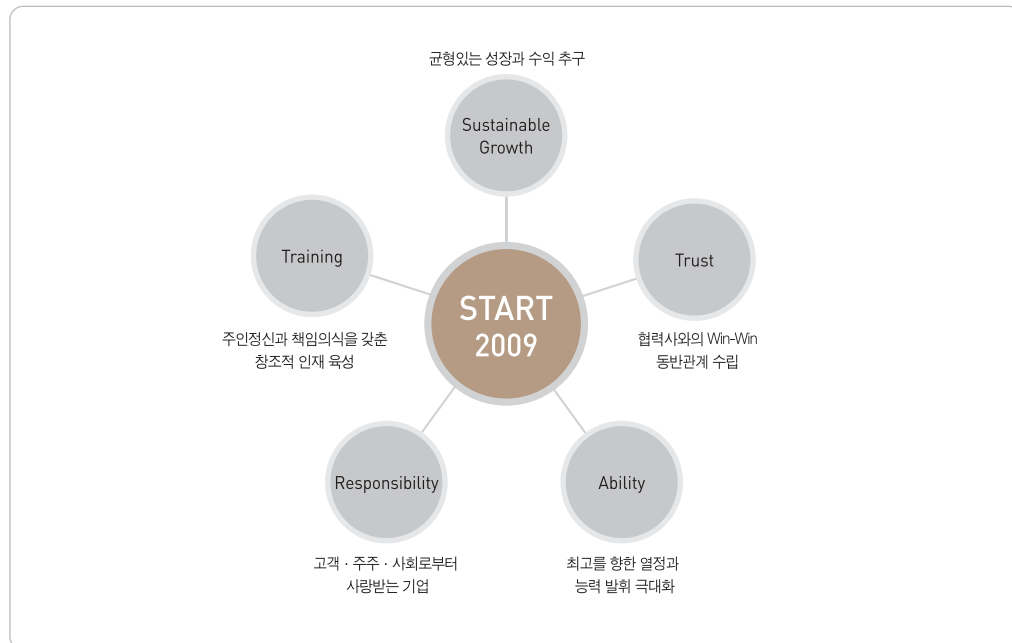 균형있는 성장과 수익 추구
Sustainable
Growth
Training
Trust
START
2009
주인정신과 책임의식을 갖춘
창조적 인재 육성
협력사와의 Win-Win
동반관계 수립
Responsibility
Ability
고객 · 주주 · 사회로부터
사랑받는 기업
최고를 향한 열정과
능력 발휘 극대화